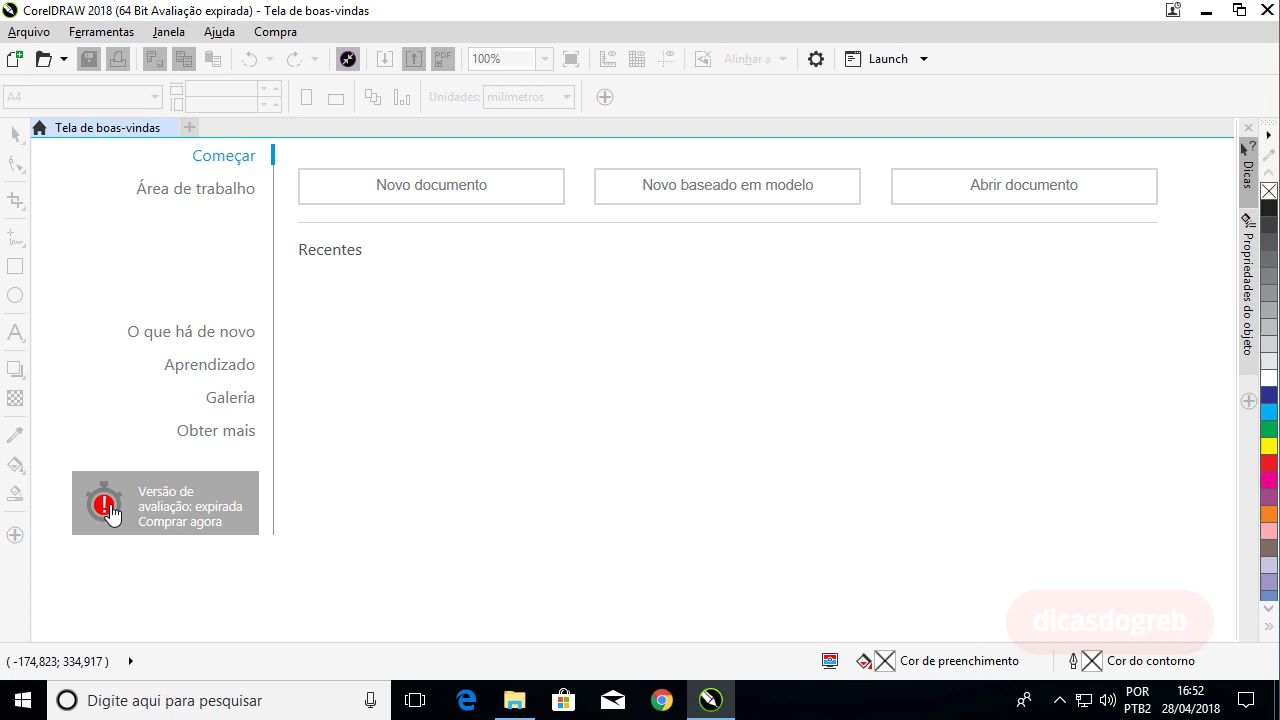 CorelDRAW 2018 (64 Bit Avaliação expirada) - Tela de boas-vindas
Arquivo Ferramentas Janela Ajuda Compra
PDF 100% Alinhar a Launch
A4 Unidades: milímetros
Tela de boas-vindas
Começar
Área de trabalho
Novo documento Novo baseado em modelo Abrir documento
Recentes
O que há de novo
Aprendizado
Galeria
Obter mais
Versão de
avaliação: expirada
Comprar agora
Dicas
Propriedades do objeto
dicasdogreb
( -174,823; 334,917 ) Cor de preenchimento Cor do contorno
Digite aqui para pesquisar
POR
PTB2
16:52
28/04/2018